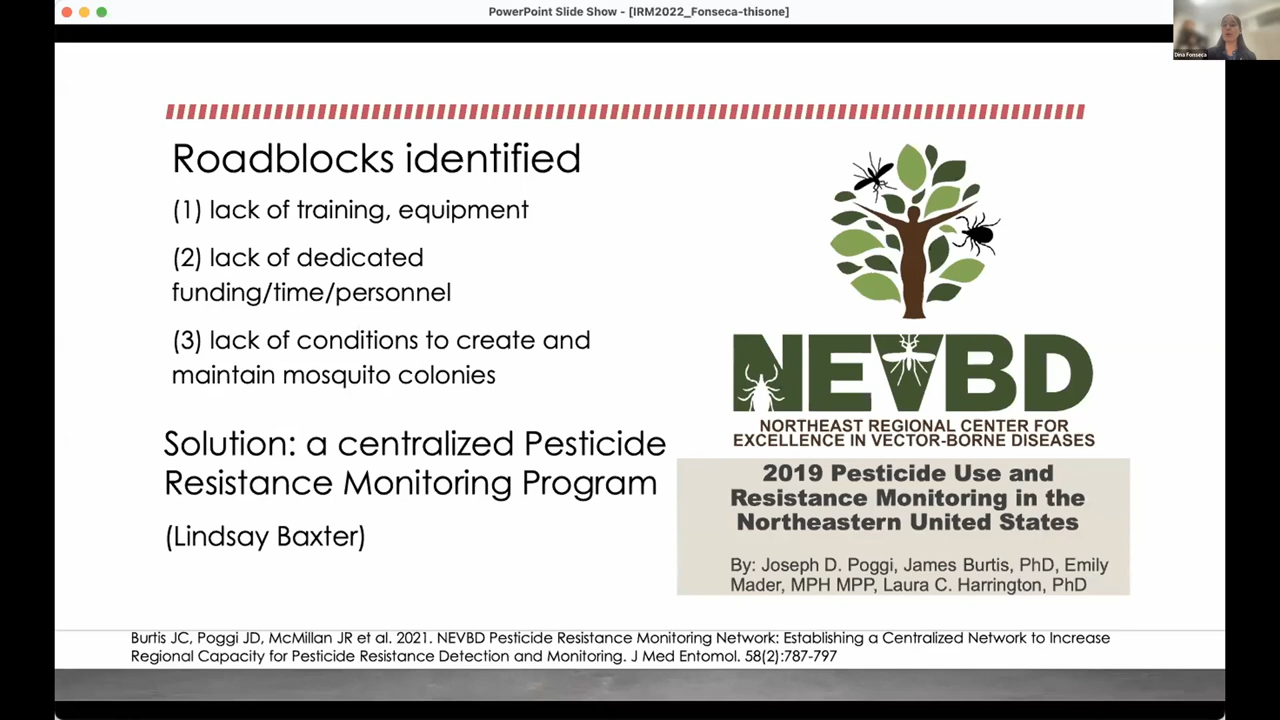 PowerPoint Slide Show - [IRM2022_Fonseca-thisone]
Dina Fonseca
Roadblocks identified
(1) lack of training, equipment
(2) lack of dedicated
funding/time/personnel
(3) lack of conditions to create and
maintain mosquito colonies
Solution: a centralized Pesticide
Resistance Monitoring Program
(Lindsay Baxter)
NEVBD
NORTHEAST REGIONAL CENTER FOR
EXCELLENCE IN VECTOR-BORNE DISEASES
2019 Pesticide Use and
Resistance Monitoring in the
Northeastern United States
By: Joseph D. Poggi, James Burtis, PhD, Emily
Mader, MPH MPP, Laura C. Harrington, PhD
Burtis JC, Poggi JD, McMillan JR et al. 2021. NEVBD Pesticide Resistance Monitoring Network: Establishing a Centralized Network to Increase
Regional Capacity for Pesticide Resistance Detection and Monitoring. J Med Entomol. 58(2):787-797